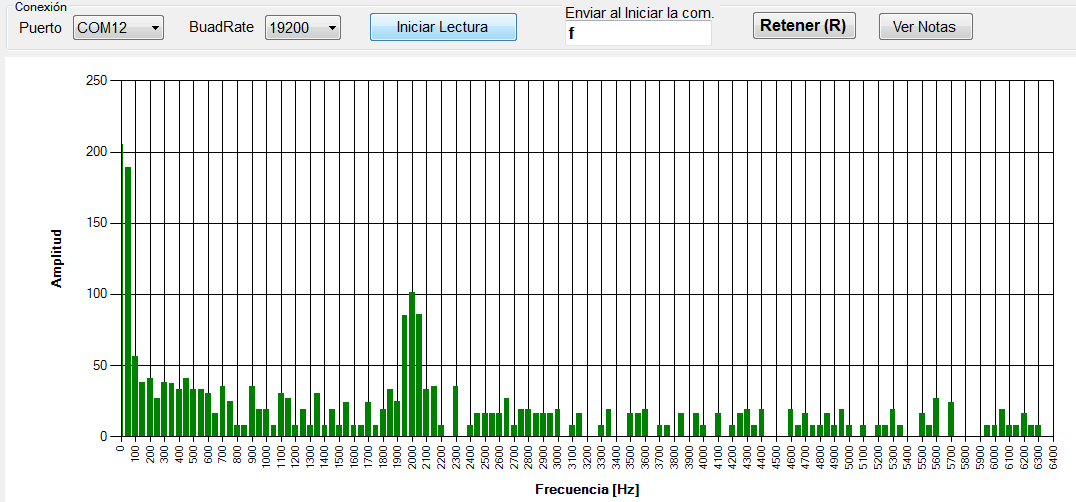 Conexión
Puerto COM12 BuadRate 19200 Iniciar Lectura Enviar al Iniciar la com. Retener (R) Ver Notas
f
250
200
150
100
50
0
Amplitud
0 100 200 300 400 500 600 700 800 900 1000 1100 1200 1300 1400 1500 1600 1700 1800 1900 2000 2100 2200 2300 2400 2500 2600 2700 2800 2900 3000 3100 3200 3300 3400 3500 3600 3700 3800 3900 4000 4100 4200 4300 4400 4500 4600 4700 4800 4900 5000 5100 5200 5300 5400 5500 5600 5700 5800 5900 6000 6100 6200 6300 6400
Frecuencia [Hz]